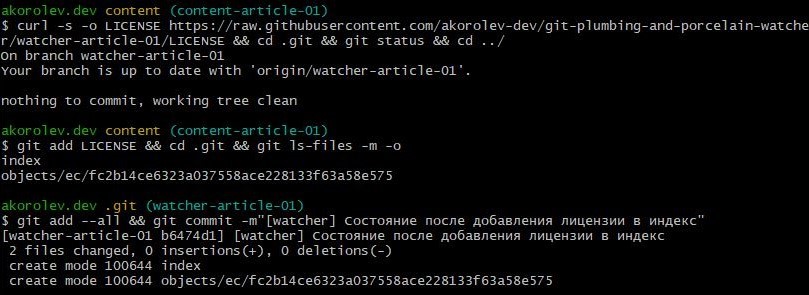 akorolev.dev content (content-article-01)
$ curl -s -o LICENSE https://raw.githubusercontent.com/akorolev-dev/git-plumbing-and-porcelain-watche
r/watcher-article-01/LICENSE && cd .git && git status && cd ../
On branch watcher-article-01
Your branch is up to date with 'origin/watcher-article-01'.
nothing to commit, working tree clean
akorolev.dev content (content-article-01)
$ git add LICENSE && cd .git && git ls-files -m -o
index
objects/ec/fc2b14ce6323a037558ace228133f63a58e575
akorolev.dev .git (watcher-article-01)
$ git add --all && git commit -m"[watcher] Состояние после добавления лицензии в индекс"
[watcher-article-01 b6474d1] [watcher] Состояние после добавления лицензии в индекс
 2 files changed, 0 insertions(+), 0 deletions(-)
 create mode 100644 index
 create mode 100644 objects/ec/fc2b14ce6323a037558ace228133f63a58e575